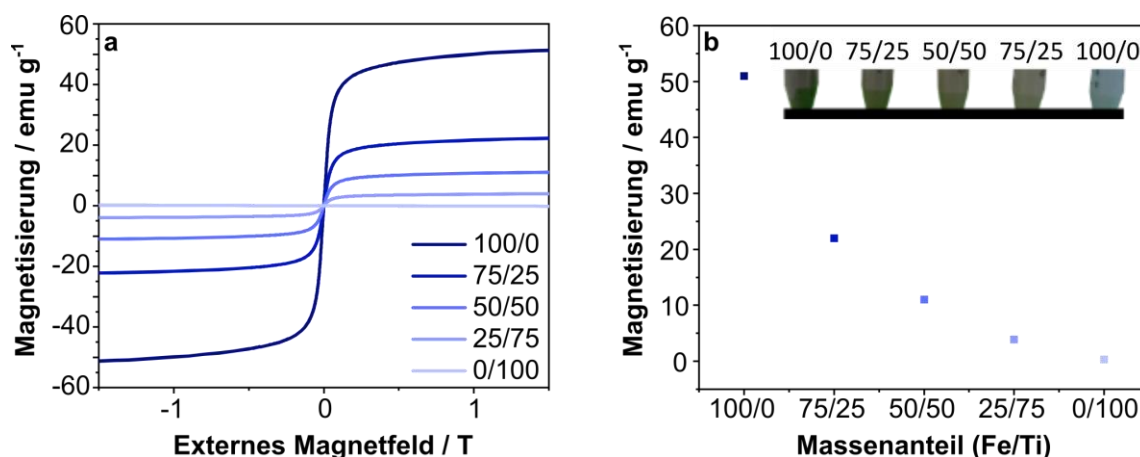 a
60
40
20
0
-20
-40
-60
-1
0
1
Magnetisierung / emu g⁻¹
Externes Magnetfeld / T
100/0
75/25
50/50
25/75
0/100
b
100/0 75/25 50/50 75/25 100/0
60
50
40
30
20
10
0
100/0 75/25 50/50 25/75 0/100
Magnetisierung / emu g⁻¹
Massenanteil (Fe/Ti)